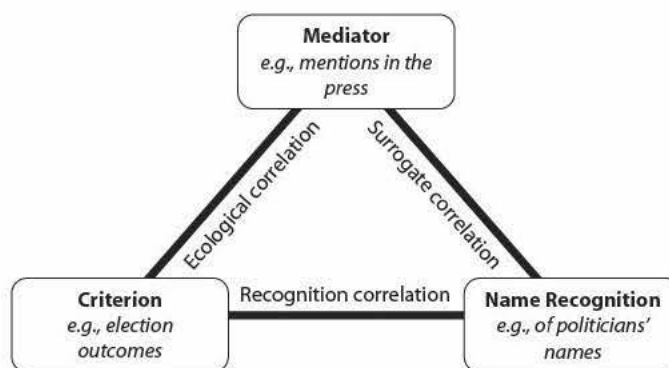 Mediator
e.g., mentions in the
press
Ecological correlation
Surrogate correlation
Criterion
e.g., election
outcomes
Recognition correlation
Name Recognition
e.g., of politicians'
names